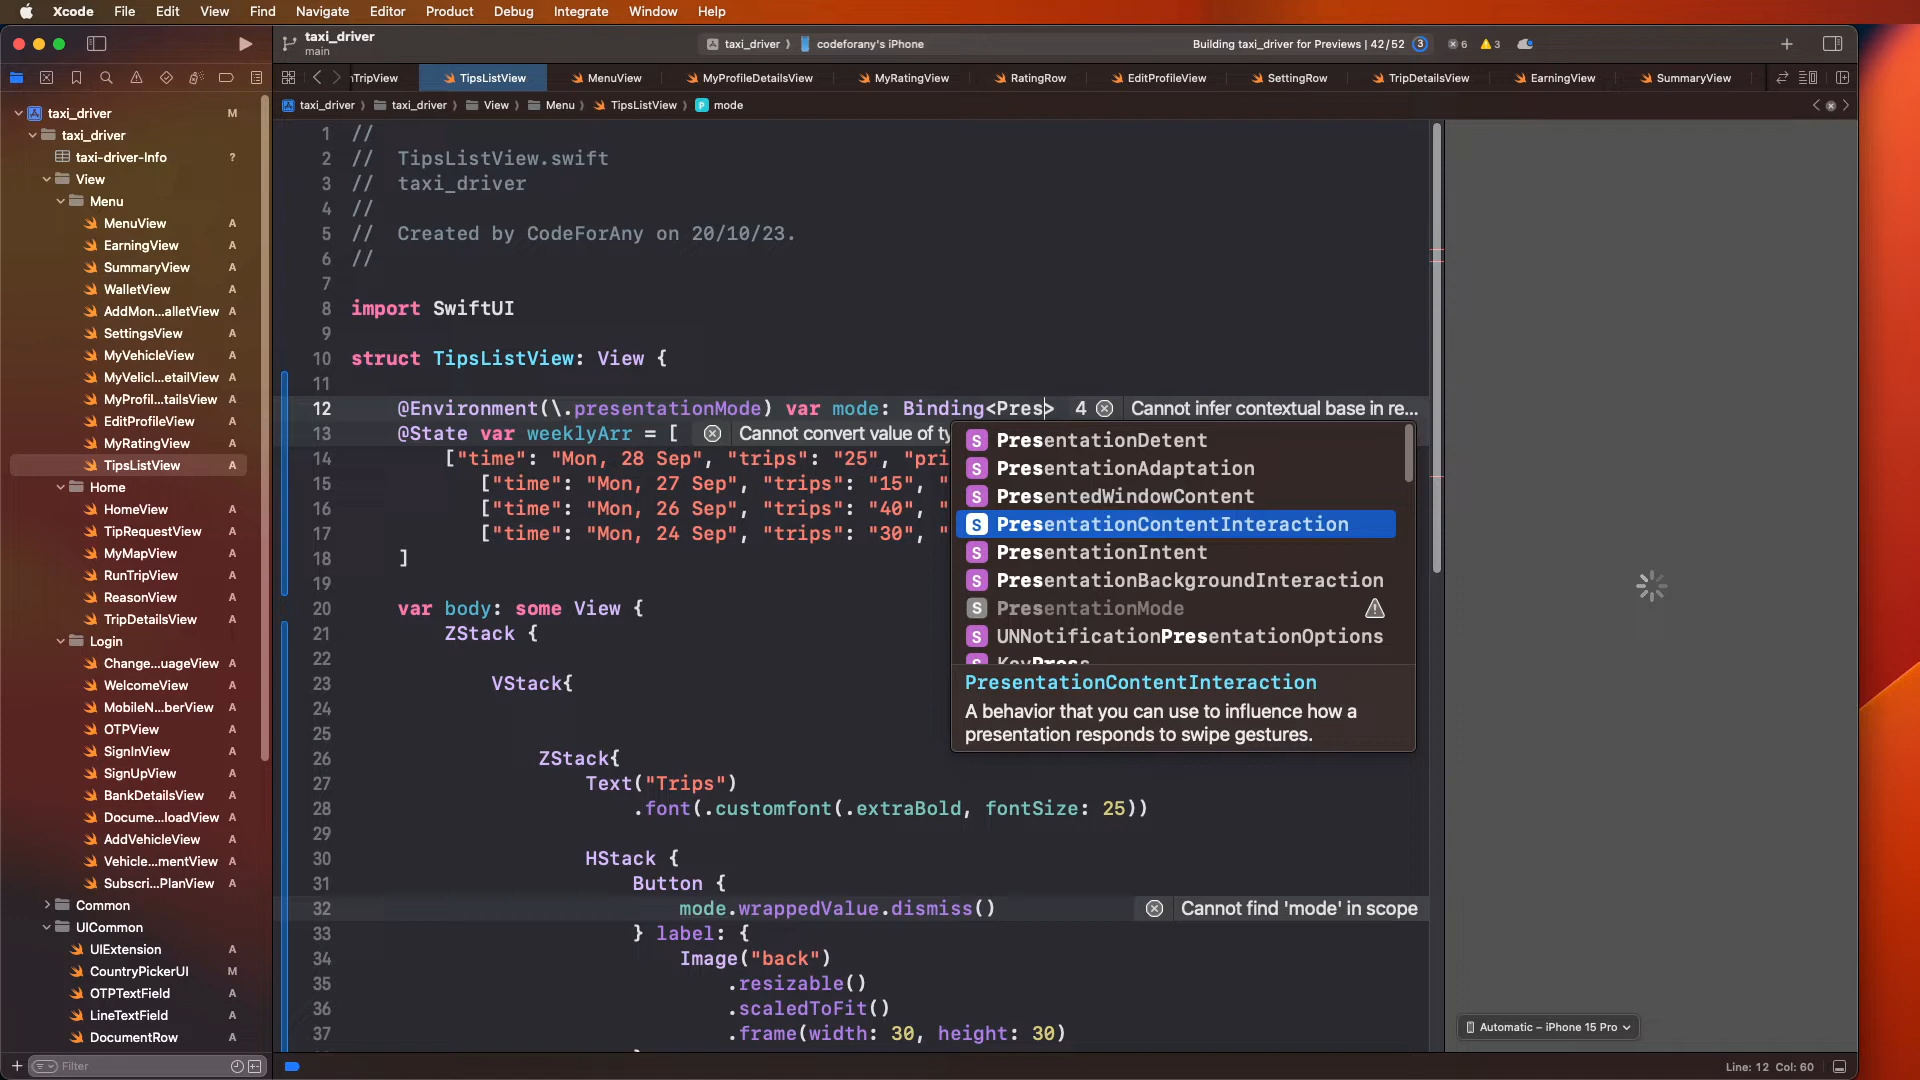 Xcode File Edit View Find Navigate Editor Product Debug Integrate Window Help
taxi_driver
main
taxi_driver codeforany's iPhone
Building taxi_driver for Previews | 42/52 3 6 3
TripView TipsListView MenuView MyProfileDetailsView MyRatingView RatingRow EditProfileView SettingRow TripDetailsView EarningView SummaryView
taxi_driver taxi_driver View Menu TipsListView P mode
taxi_driver M
taxi_driver
taxi-driver-Info ?
View
Menu
MenuView A
EarningView A
SummaryView A
WalletView A
AddMon...alletView A
SettingsView A
MyVehicleView A
MyVelicl...etailView A
MyProfil...tailsView A
EditProfileView A
MyRatingView A
TipsListView A
Home
HomeView A
TipRequestView A
MyMapView A
RunTripView A
ReasonView A
TripDetailsView A
Login
Change...uageView A
WelcomeView A
MobileN...berView A
OTPView A
SignInView A
SignUpView A
BankDetailsView A
Docume...loadView A
AddVehicleView A
Vehicle...mentView A
Subscri...PlanView A
Common
UICommon
UIExtension A
CountryPickerUI M
OTPTextField A
LineTextField A
DocumentRow A
Filter
1 //
2 // TipsListView.swift
3 // taxi_driver
4 //
5 // Created by CodeForAny on 20/10/23.
6 //
7
8 import SwiftUI
9
10 struct TipsListView: View {
11
12 @Environment(\.presentationMode) var mode: Binding<Pres> 4 Cannot infer contextual base in re...
13 @State var weeklyArr = [ Cannot convert value of ty
14 ["time": "Mon, 28 Sep", "trips": "25", "pri
15 ["time": "Mon, 27 Sep", "trips": "15", "
16 ["time": "Mon, 26 Sep", "trips": "40", "
17 ["time": "Mon, 24 Sep", "trips": "30", "
18 ]
19
20 var body: some View {
21 ZStack {
22
23 VStack{
24
25
26 ZStack{
27 Text("Trips")
28 .font(.customfont(.extraBold, fontSize: 25))
29
30 HStack {
31 Button {
32 mode.wrappedValue.dismiss() Cannot find 'mode' in scope
33 } label: {
34 Image("back")
35 .resizable()
36 .scaledToFit()
37 .frame(width: 30, height: 30)
S PresentationDetent
S PresentationAdaptation
S PresentedWindowContent
S PresentationContentInteraction
S PresentationIntent
S PresentationBackgroundInteraction
S PresentationMode
S UNNotificationPresentationOptions
S KeyPress
PresentationContentInteraction
A behavior that you can use to influence how a
presentation responds to swipe gestures.
Automatic – iPhone 15 Pro
Line: 12 Col: 60